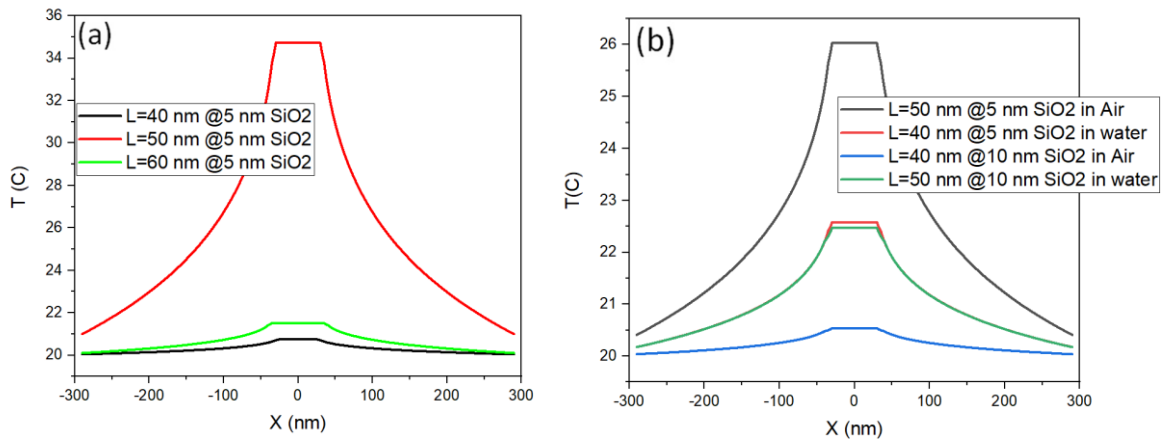 (a)
36
34
32
30
28
26
24
22
20
T (C)
L=40 nm @5 nm SiO2
L=50 nm @5 nm SiO2
L=60 nm @5 nm SiO2
-300
-200
-100
0
100
200
300
X (nm)
(b)
26
25
24
23
22
21
20
T(C)
L=50 nm @5 nm SiO2 in Air
L=40 nm @5 nm SiO2 in water
L=40 nm @10 nm SiO2 in Air
L=50 nm @10 nm SiO2 in water
-300
-200
-100
0
100
200
300
X (nm)